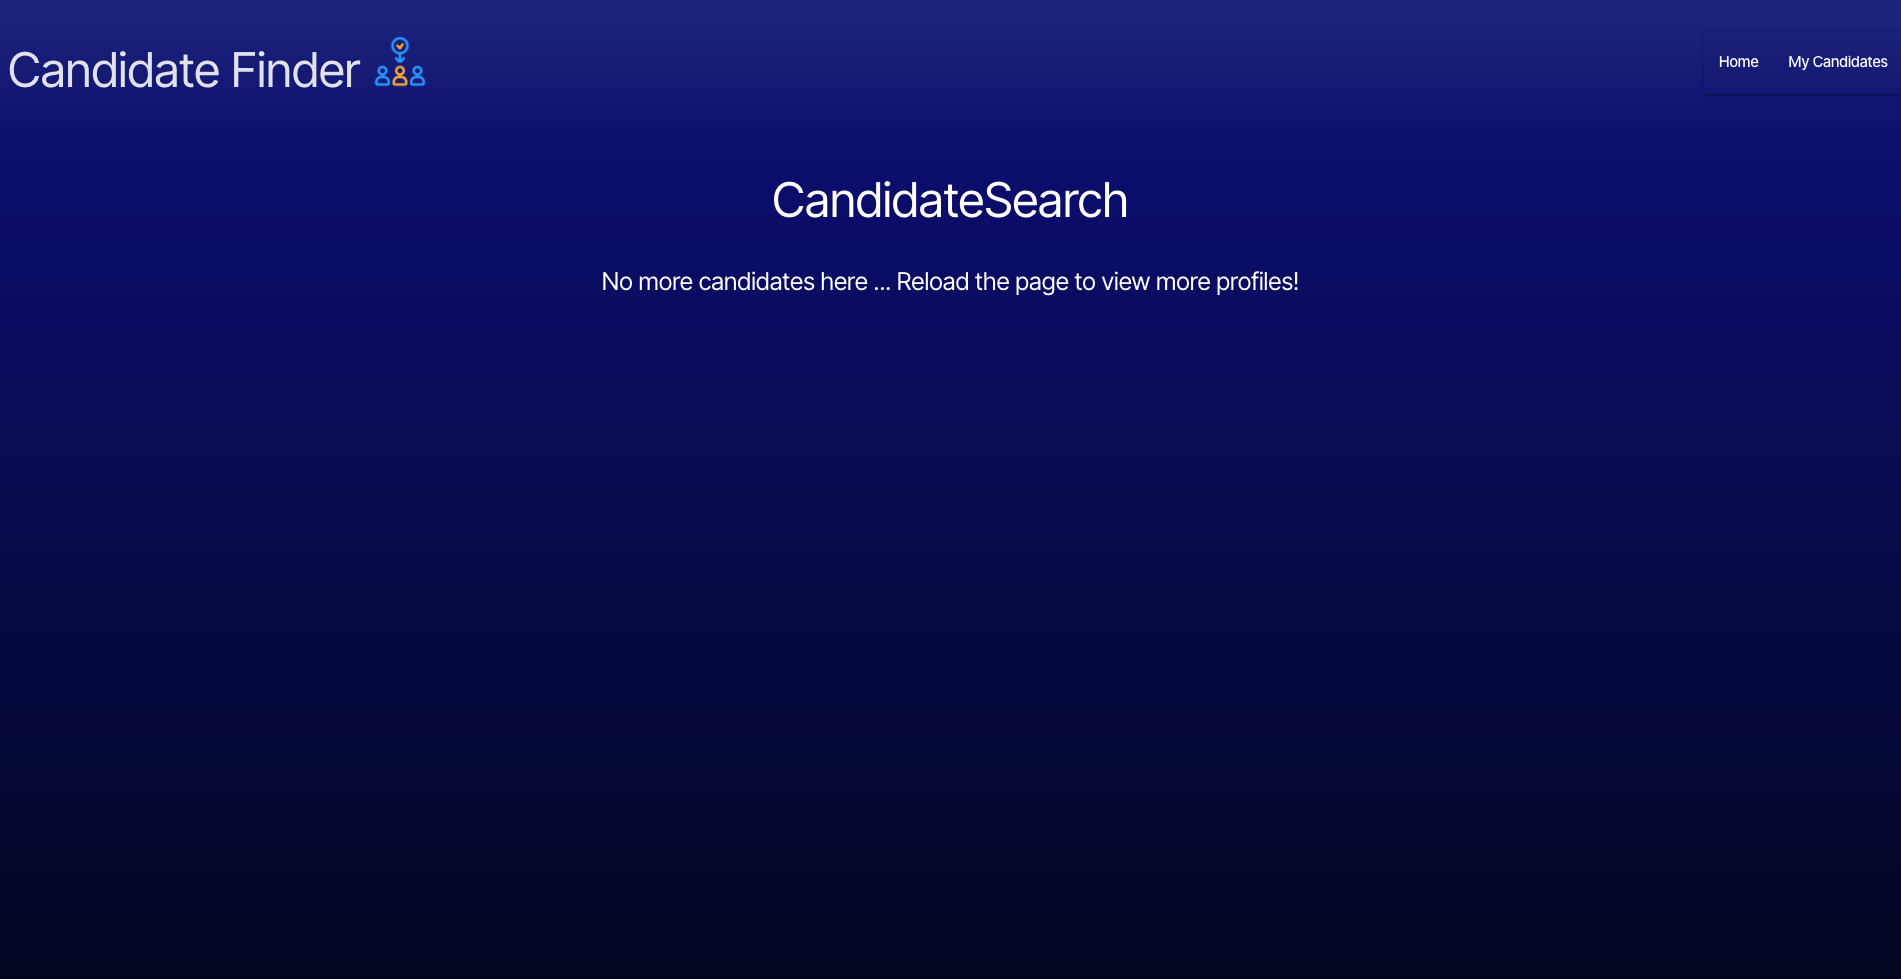 Candidate Finder
Home
My Candidates
CandidateSearch
No more candidates here ... Reload the page to view more profiles!